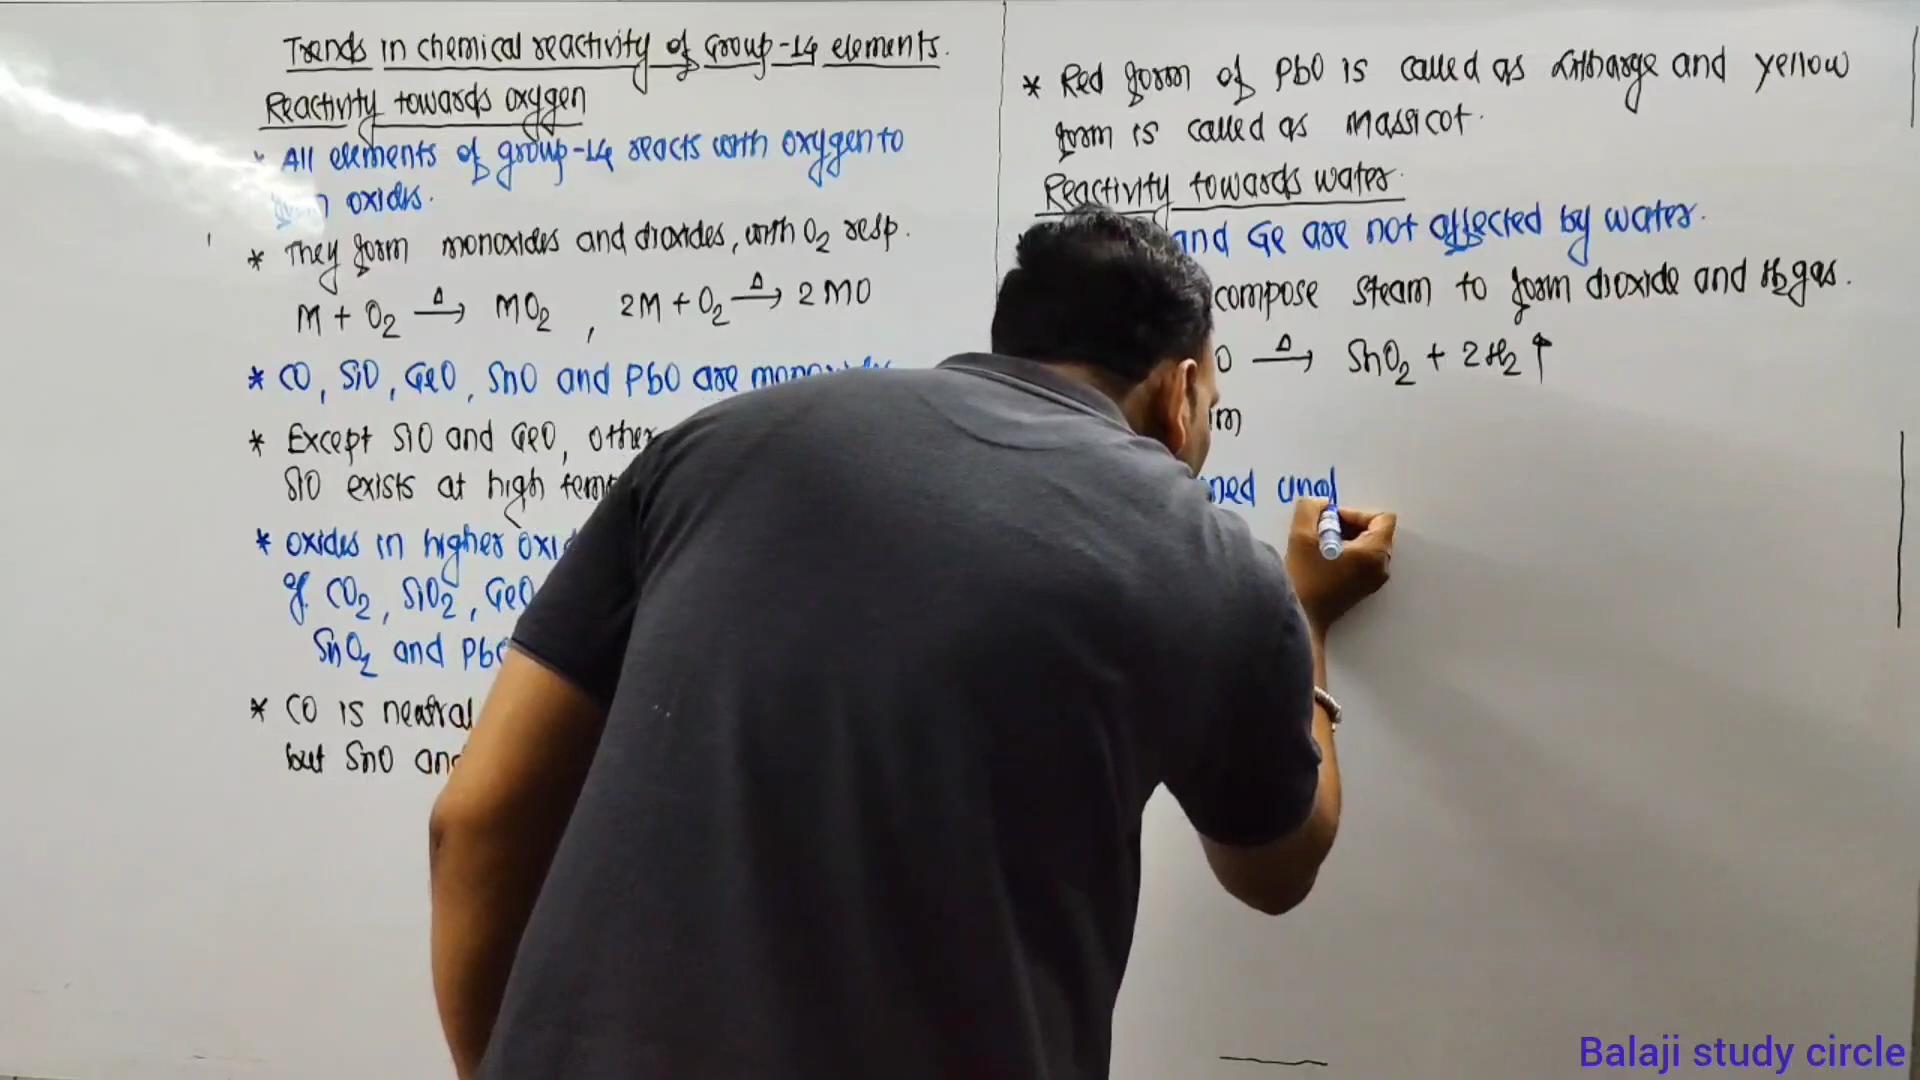 Trends in chemical reactivity of Group-14 elements.
Reactivity towards oxygen
All elements of group-14 reacts with oxygen to
oxides.
* They form monoxides and dioxides, with O₂ resp.
M + O₂ —Δ→ MO₂ , 2M + O₂ —Δ→ 2MO
* CO, SiO, GeO, SnO and PbO are
* Except SiO and GeO, other
SiO exists at high
* oxides in higher
of CO₂, SiO₂,
SnO₂ and
* CO is neutral
but SnO
* Red form of PbO is called as Litharge and yellow
form is called as Massicot.
Reactivity towards water.
and Ge are not affected by water.
compose steam to form dioxide and H₂ gas.
O —Δ→ SnO₂ + 2H₂ ↑
Balaji study circle